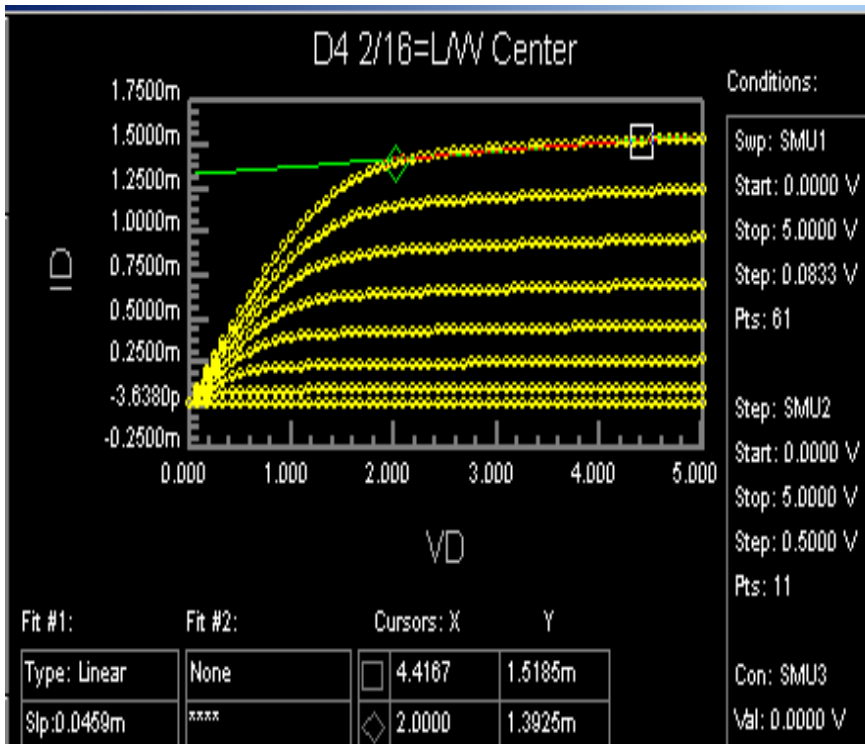 D4 2/16=L/W Center
1.7500m
1.5000m
1.2500m
1.0000m
0.7500m
0.5000m
0.2500m
-3.6380p
-0.2500m
ID
0.000 1.000 2.000 3.000 4.000 5.000
VD
Conditions:
Swp: SMU1
Start: 0.0000 V
Stop: 5.0000 V
Step: 0.0833 V
Pts: 61
Step: SMU2
Start: 0.0000 V
Stop: 5.0000 V
Step: 0.5000 V
Pts: 11
Con: SMU3
Val: 0.0000 V
Fit #1: Fit #2: Cursors: X Y
Type: Linear None 4.4167 1.5185m
Slp:0.0459m **** 2.0000 1.3925m